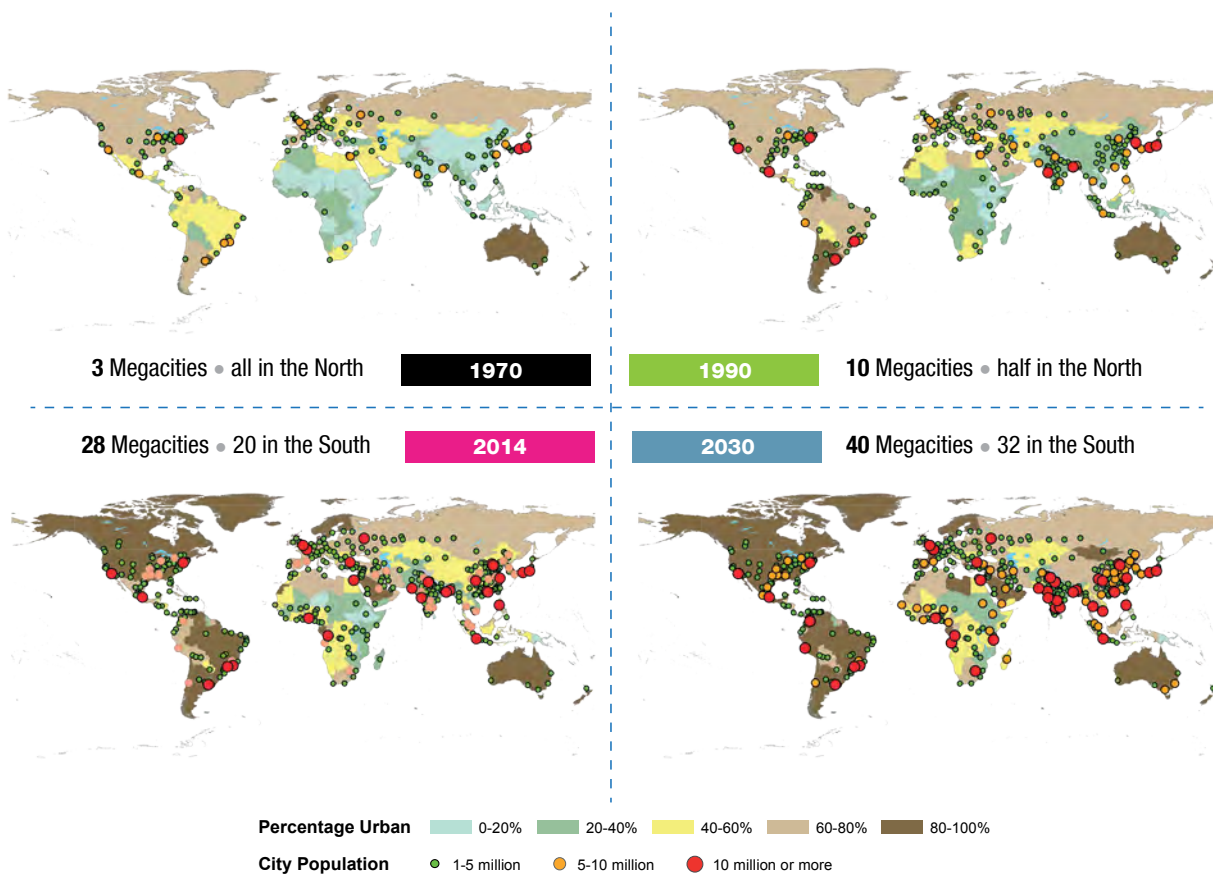 3 Megacities • all in the North
1970
1990
10 Megacities • half in the North
28 Megacities • 20 in the South
2014
2030
40 Megacities • 32 in the South
Percentage Urban
0-20%
20-40%
40-60%
60-80%
80-100%
City Population
1-5 million
5-10 million
10 million or more